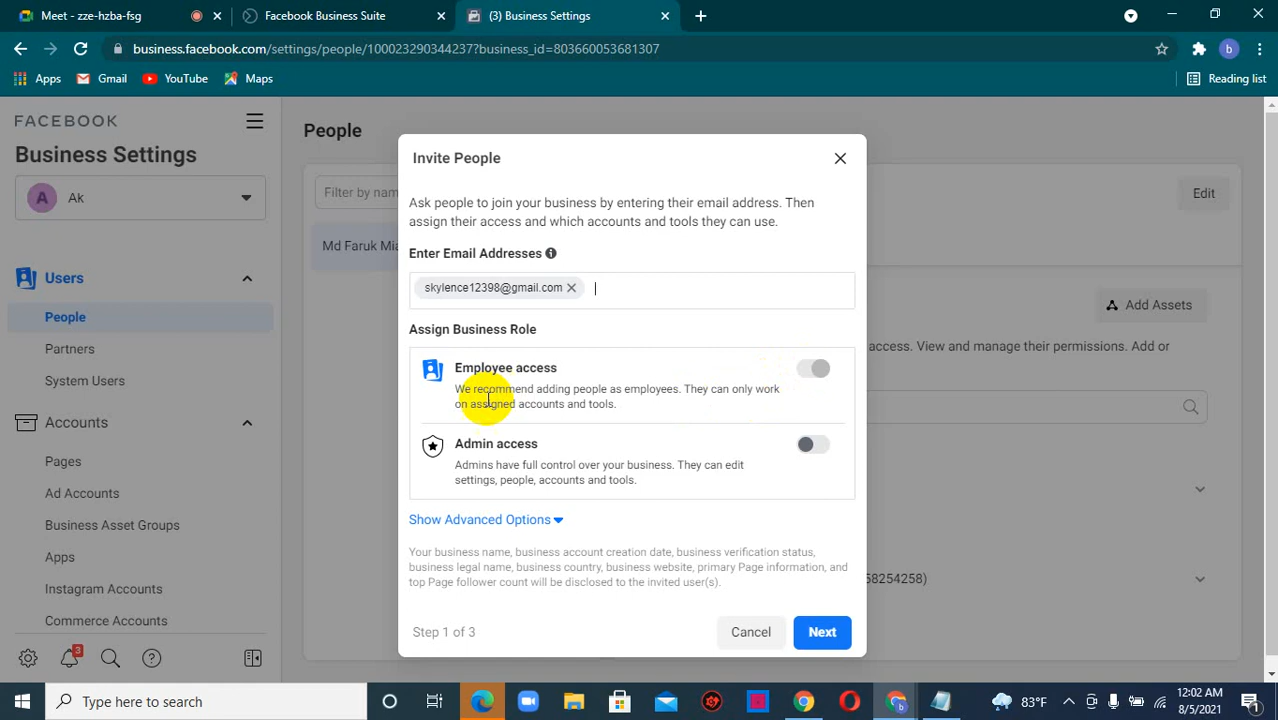 Meet - zze-hzba-fsg
Facebook Business Suite
(3) Business Settings
business.facebook.com/settings/people/100023290344237?business_id=803660053681307
b
Apps
Gmail
YouTube
Maps
Reading list
FACEBOOK
Business Settings
A
Ak
Users
People
Partners
System Users
Accounts
Pages
Ad Accounts
Business Asset Groups
Apps
Instagram Accounts
Commerce Accounts
3
People
Filter by nam
Md Faruk Mia
Edit
Add Assets
access. View and manage their permissions. Add or
58254258)
Invite People
Ask people to join your business by entering their email address. Then
assign their access and which accounts and tools they can use.
Enter Email Addresses
skylence12398@gmail.com
Assign Business Role
Employee access
We recommend adding people as employees. They can only work
on assigned accounts and tools.
Admin access
Admins have full control over your business. They can edit
settings, people, accounts and tools.
Show Advanced Options
Your business name, business account creation date, business verification status,
business legal name, business country, business website, primary Page information, and
top Page follower count will be disclosed to the invited user(s).
Step 1 of 3
Cancel
Next
Type here to search
83°F
12:02 AM
8/5/2021
1